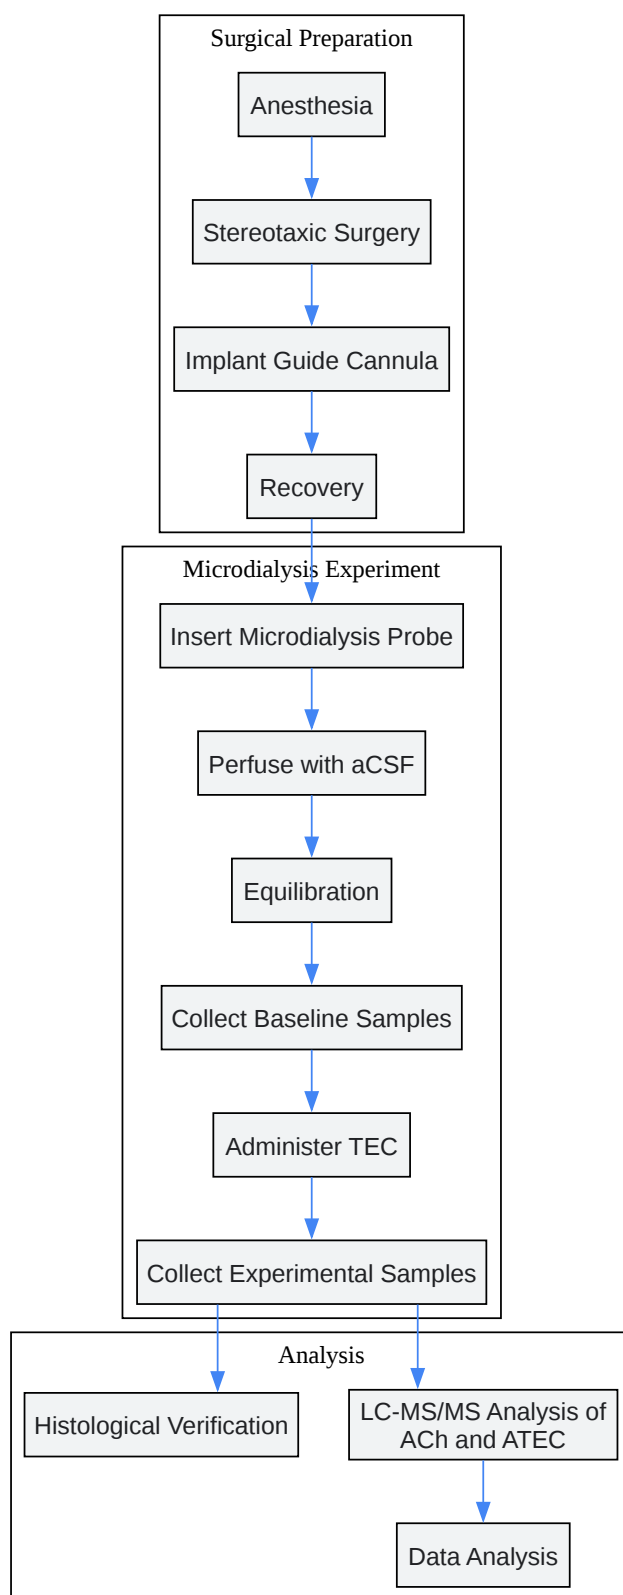 Surgical Preparation
Anesthesia
Stereotaxic Surgery
Implant Guide Cannula
Recovery
Microdialysis Experiment
Insert Microdialysis Probe
Perfuse with aCSF
Equilibration
Collect Baseline Samples
Administer TEC
Collect Experimental Samples
Analysis
Histological Verification
LC-MS/MS Analysis of
ACh and ATEC
Data Analysis